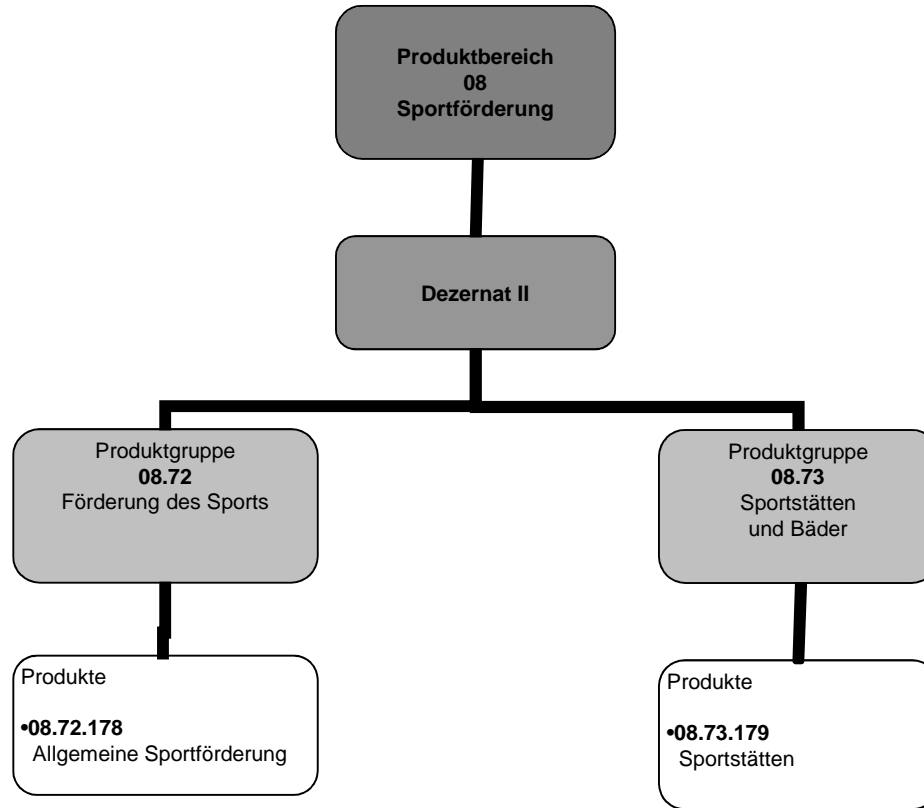 Produktbereich
08
Sportförderung
Dezernat II
Produktgruppe
08.72
Förderung des Sports
Produktgruppe
08.73
Sportstätten
und Bäder
Produkte
•08.72.178
Allgemeine Sportförderung
Produkte
•08.73.179
Sportstätten